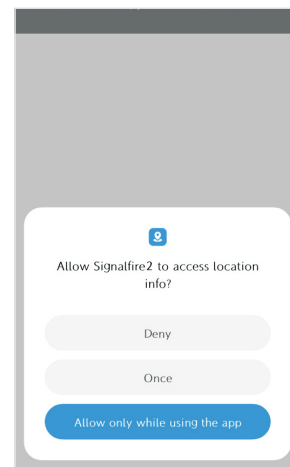 Allow Signalfire2 to access location
info?
Deny
Once
Allow only while using the app